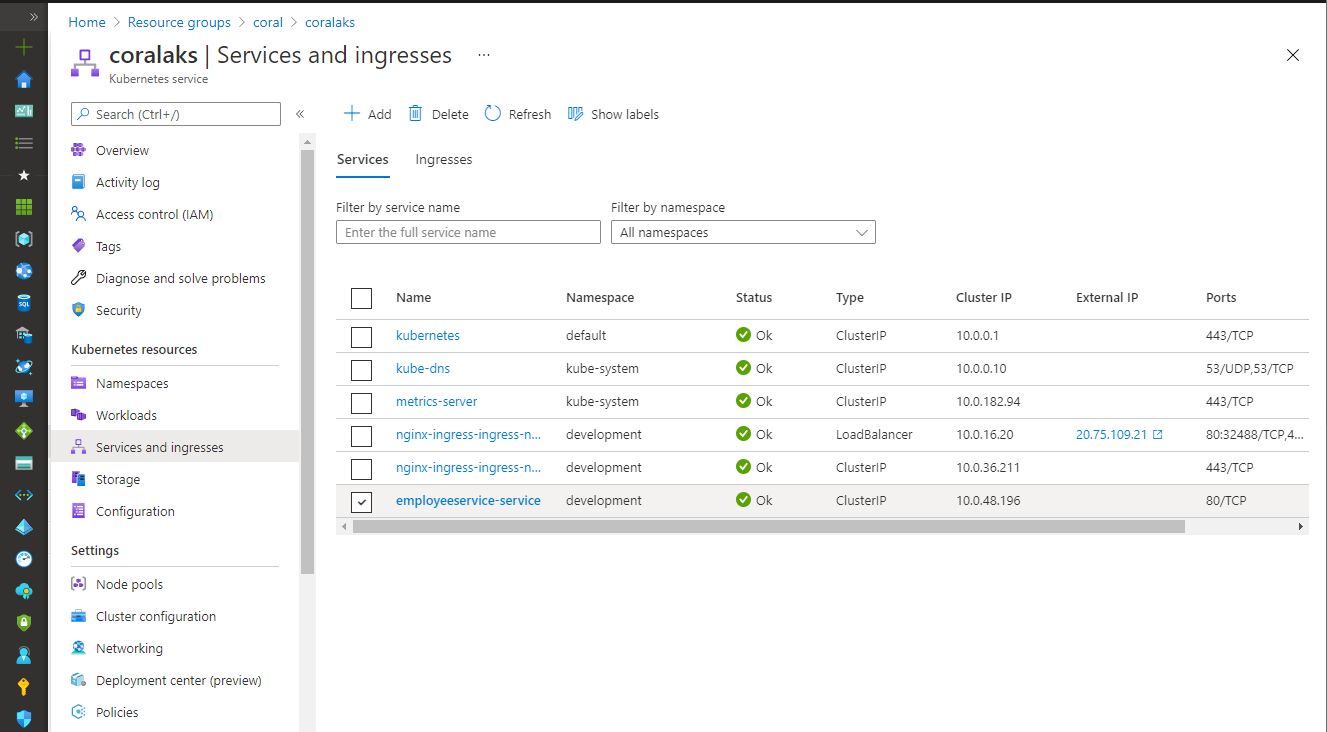 Home > Resource groups > coral > coralaks
coralaks | Services and ingresses ...
Kubernetes service
Search (Ctrl+/)
Overview
Activity log
Access control (IAM)
Tags
Diagnose and solve problems
Security
Kubernetes resources
Namespaces
Workloads
Services and ingresses
Storage
Configuration
Settings
Node pools
Cluster configuration
Networking
Deployment center (preview)
Policies
Add Delete Refresh Show labels
Services Ingresses
Filter by service name Filter by namespace
Enter the full service name All namespaces
Name Namespace Status Type Cluster IP External IP Ports
kubernetes default Ok ClusterIP 10.0.0.1 443/TCP
kube-dns kube-system Ok ClusterIP 10.0.0.10 53/UDP,53/TCP
metrics-server kube-system Ok ClusterIP 10.0.182.94 443/TCP
nginx-ingress-ingress-n... development Ok LoadBalancer 10.0.16.20 20.75.109.21 80:32488/TCP,4...
nginx-ingress-ingress-n... development Ok ClusterIP 10.0.36.211 443/TCP
employeeservice-service development Ok ClusterIP 10.0.48.196 80/TCP